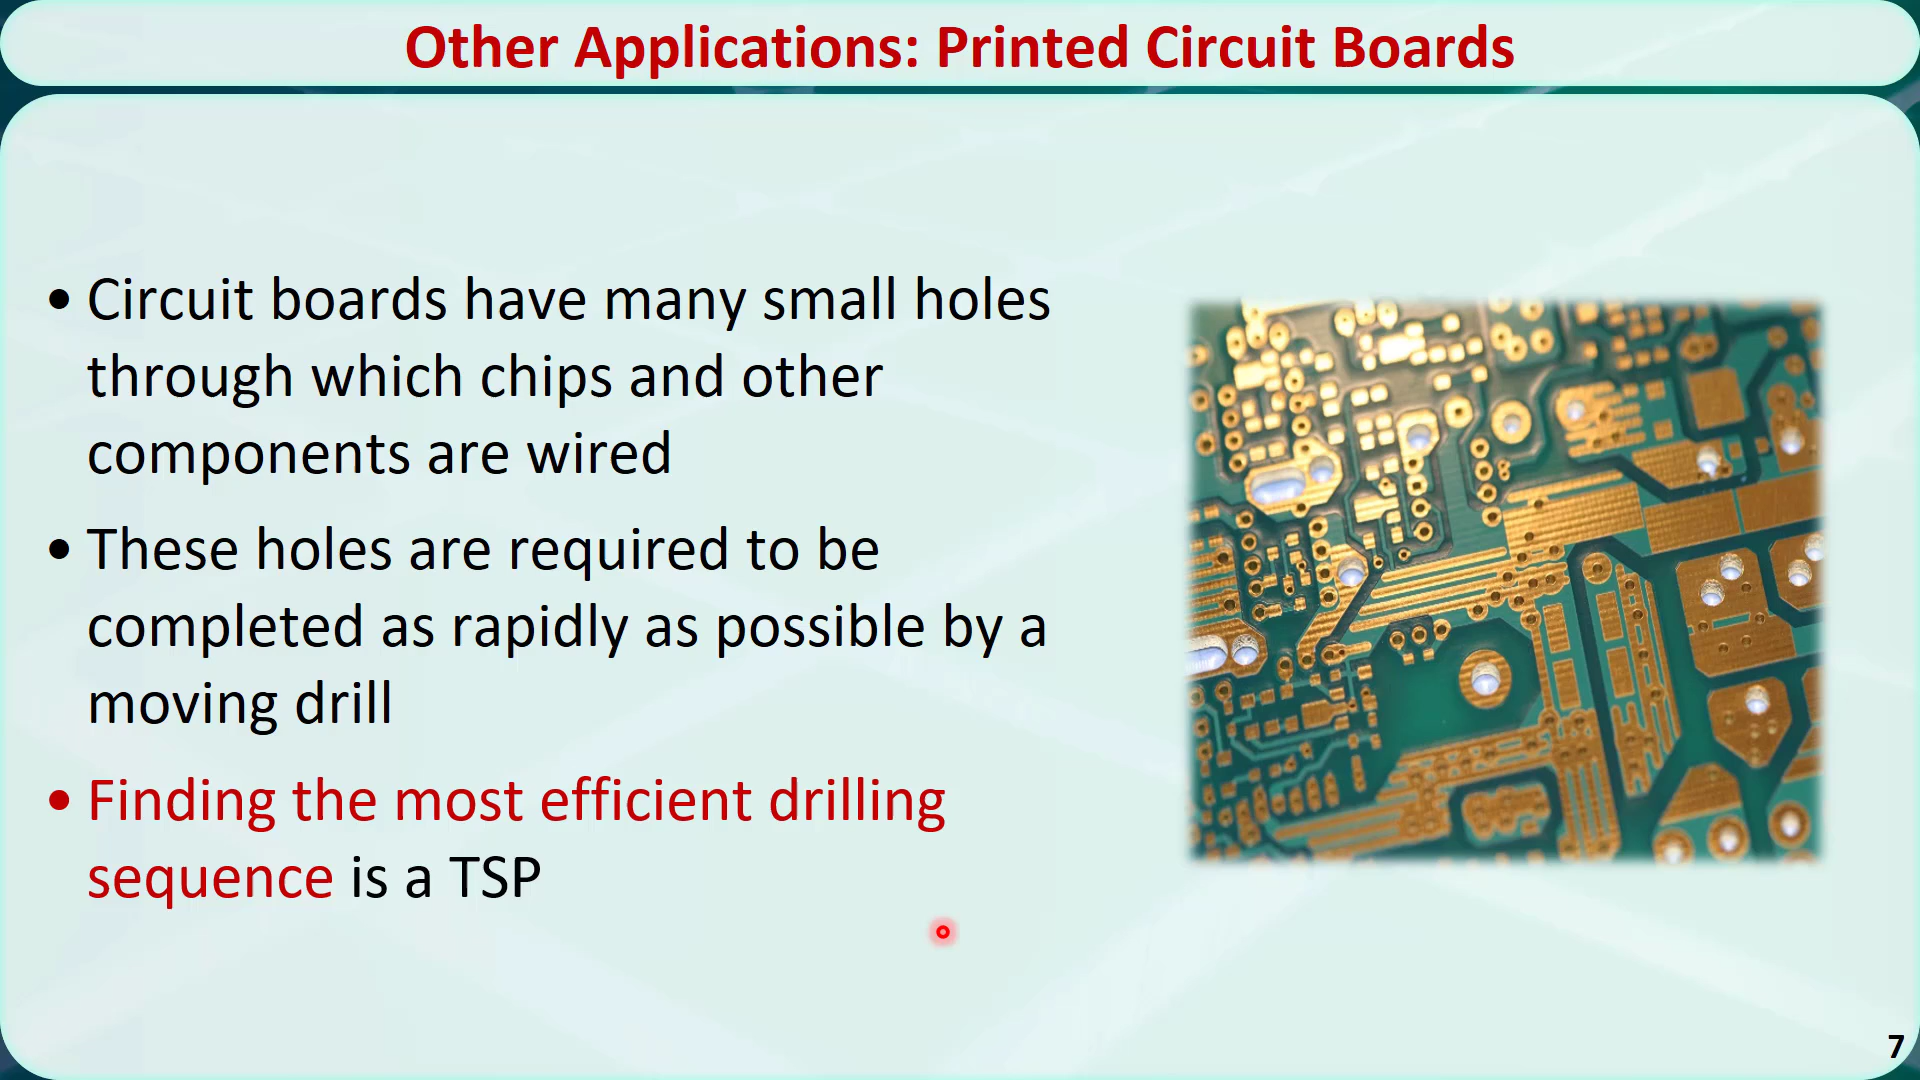 Other Applications: Printed Circuit Boards
• Circuit boards have many small holes
through which chips and other
components are wired
• These holes are required to be
completed as rapidly as possible by a
moving drill
• Finding the most efficient drilling
sequence is a TSP
7